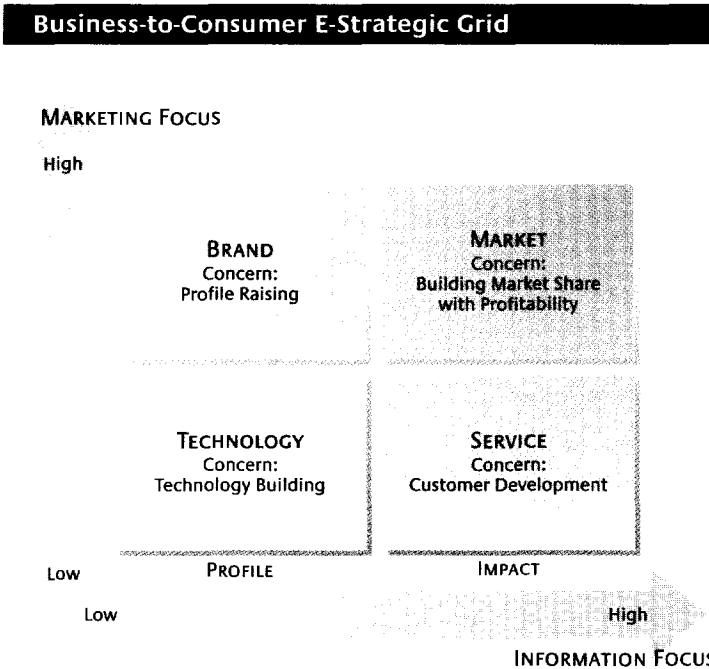 Business-to-Consumer E-Strategic Grid
MARKETING FOCUS
High
BRAND
Concern:
Profile Raising
MARKET
Concern:
Building Market Share
with Profitability
TECHNOLOGY
Concern:
Technology Building
SERVICE
Concern:
Customer Development
Low
PROFILE
IMPACT
Low
High
INFORMATION FOCUS